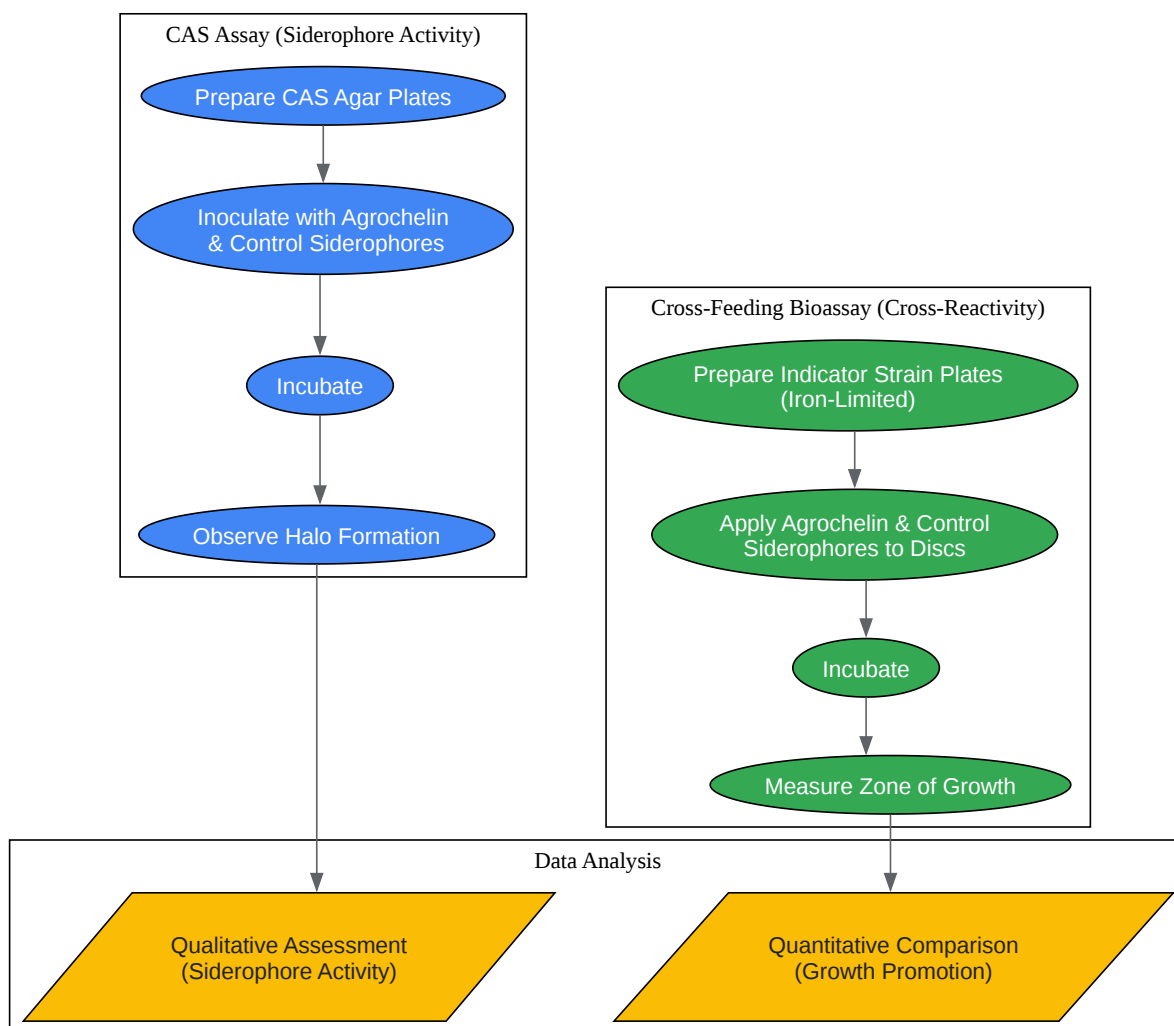 CAS Assay (Siderophore Activity)
Prepare CAS Agar Plates
Inoculate with Agrochelin
& Control Siderophores
Incubate
Observe Halo Formation
Cross-Feeding Bioassay (Cross-Reactivity)
Prepare Indicator Strain Plates
(Iron-Limited)
Apply Agrochelin & Control
Siderophores to Discs
Incubate
Measure Zone of Growth
Data Analysis
Qualitative Assessment
(Siderophore Activity)
Quantitative Comparison
(Growth Promotion)